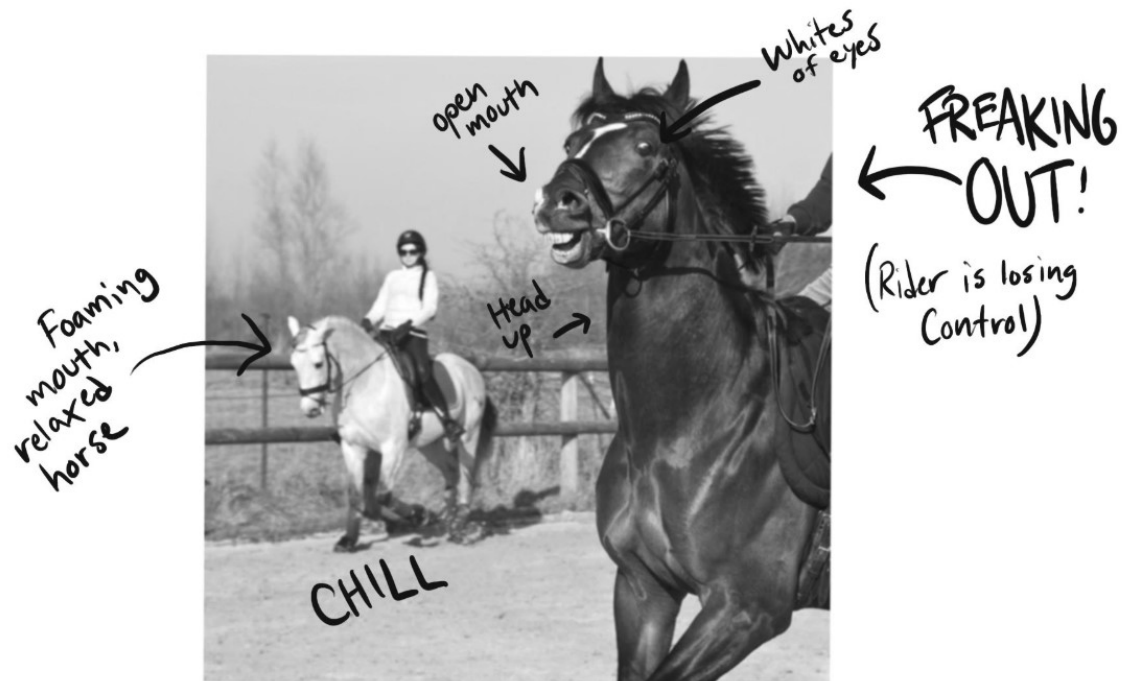 Whites
of eyes
open
mouth
FREAKING
OUT!
(Rider is losing
Control)
Head
up
Foaming
mouth,
relaxed
horse
CHILL